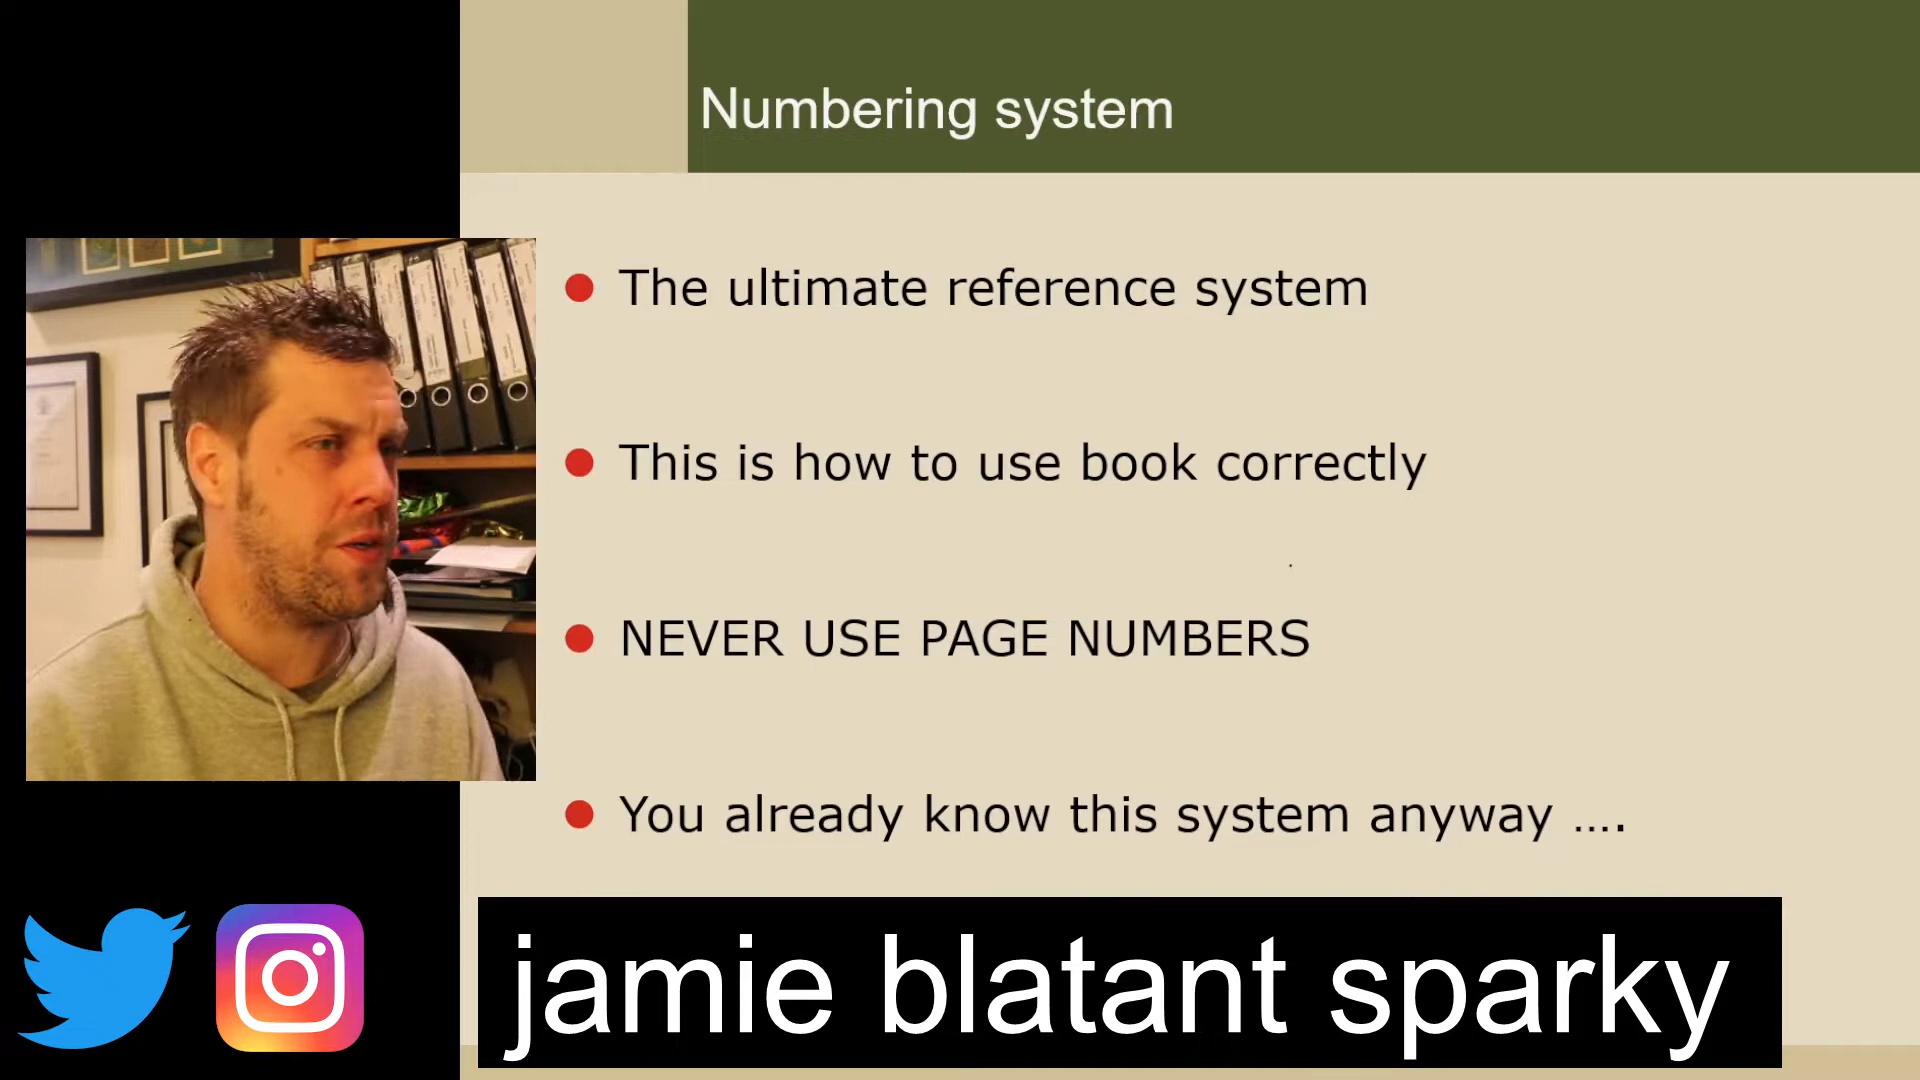 Numbering system
The ultimate reference system
This is how to use book correctly
NEVER USE PAGE NUMBERS
You already know this system anyway ....
jamie blatant sparky